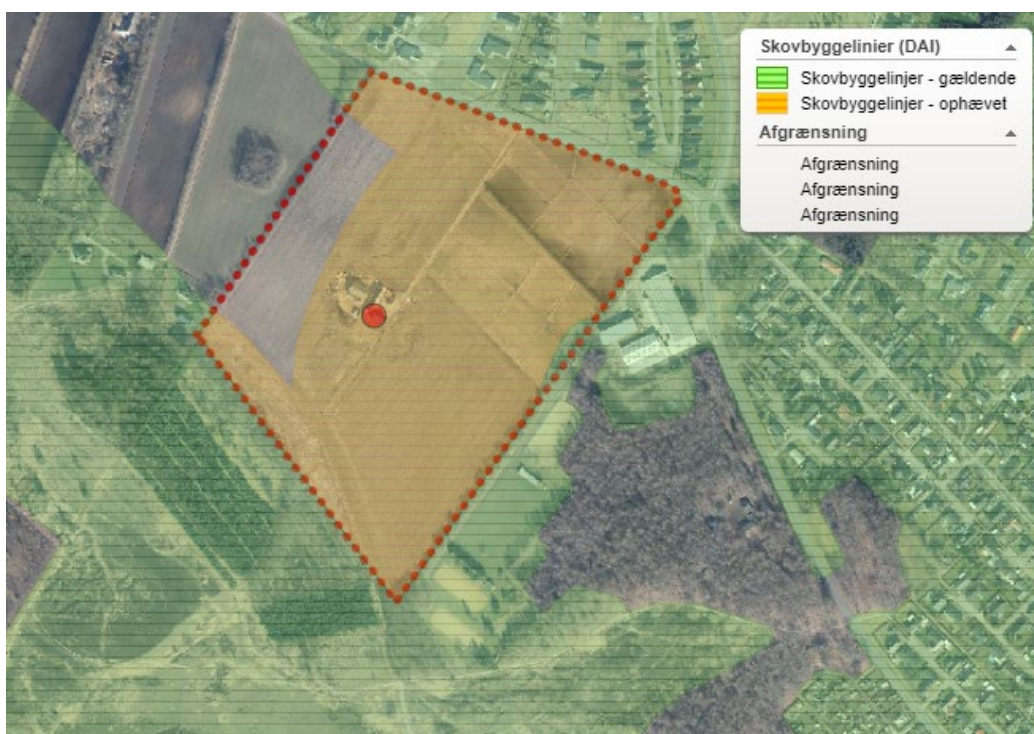 Skovbyggelinier (DAI)
Skovbyggelinjer - gældende
Skovbyggelinjer - ophævet
Afgrænsning
Afgrænsning
Afgrænsning
Afgrænsning